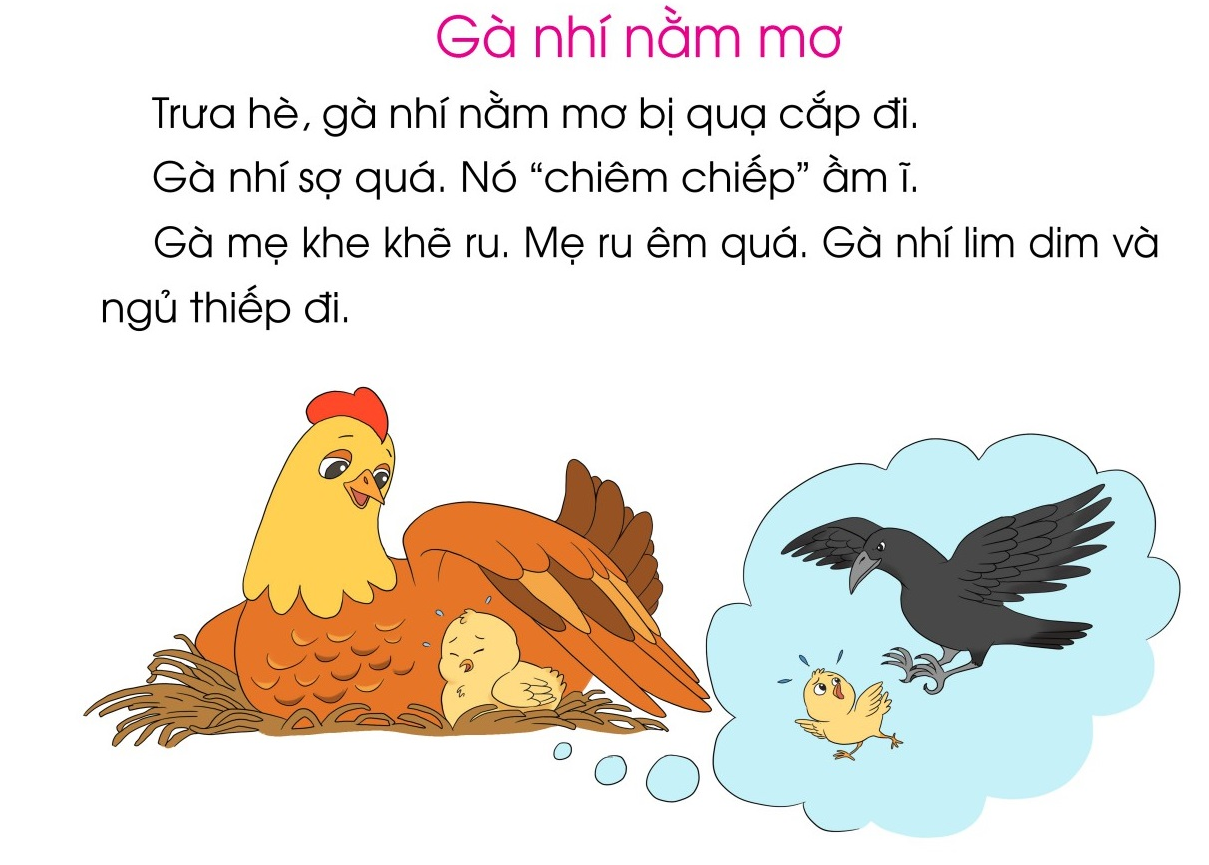 Gà nhí nằm mơ
Trưa hè, gà nhí nằm mơ bị quạ cắp đi.
Gà nhí sợ quá. Nó “chiêm chiếp” ầm ĩ.
Gà mẹ khe khẽ ru. Mẹ ru êm quá. Gà nhí lim dim và
ngủ thiếp đi.